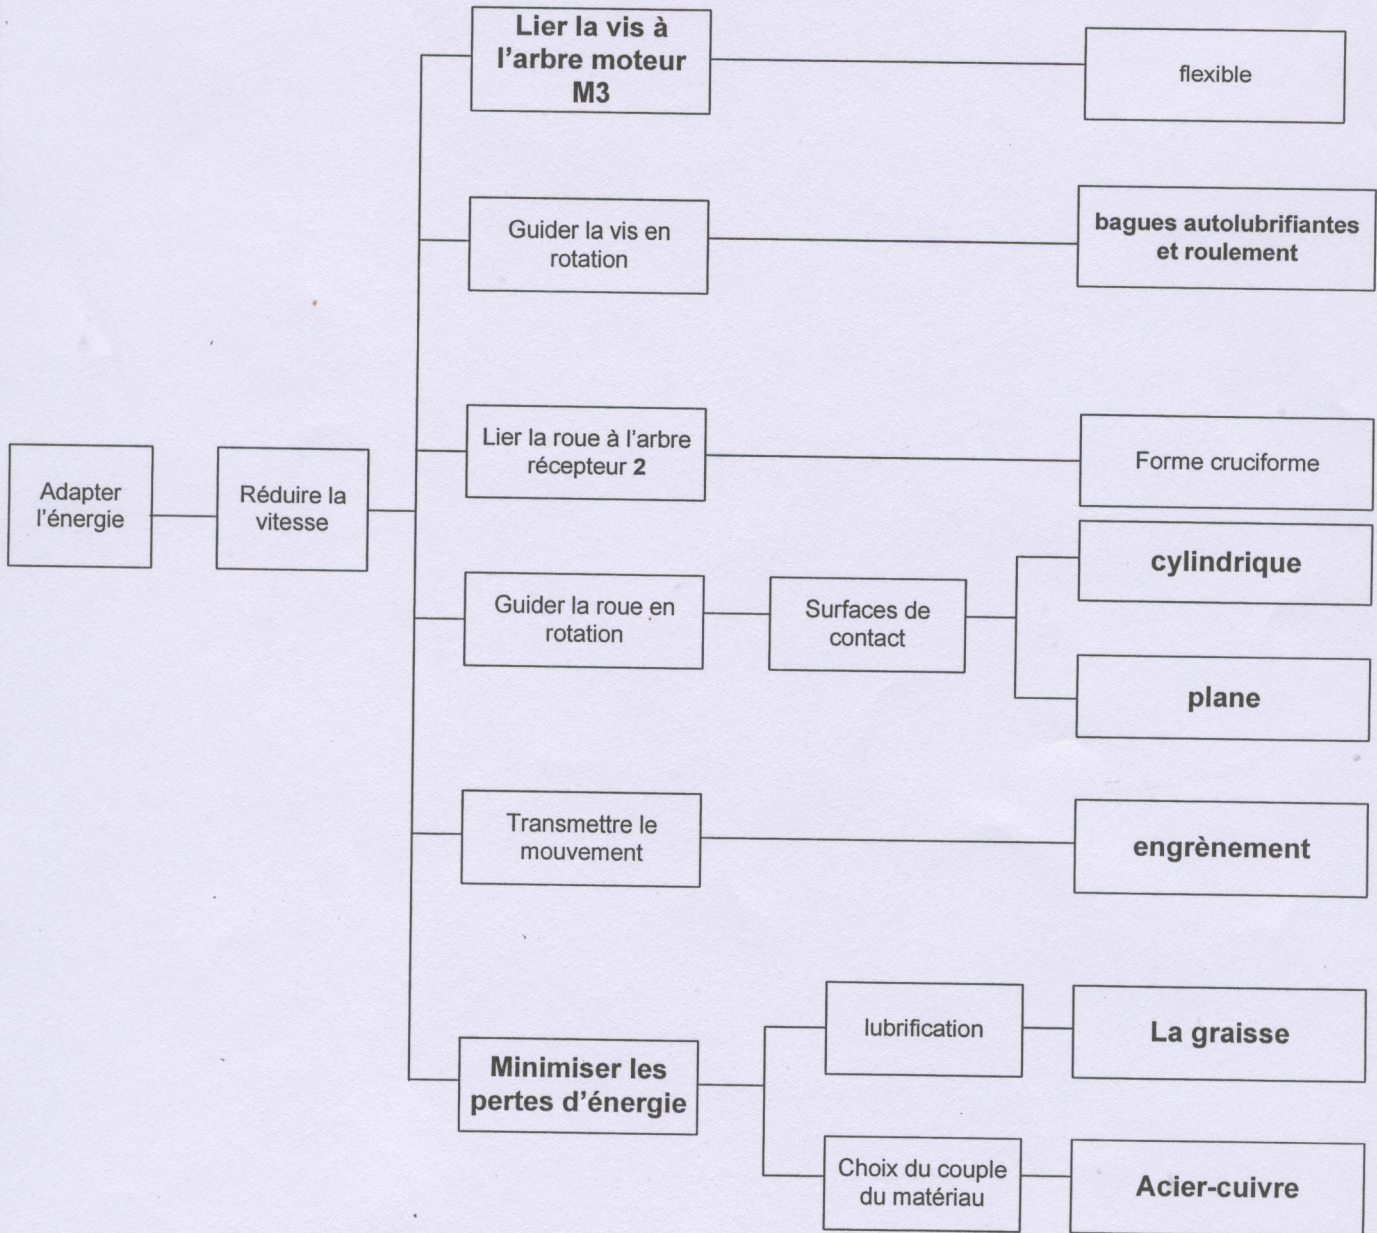 Lier la vis à
l’arbre moteur
M3
flexible
Guider la vis en
rotation
bagues autolubrifiantes
et roulement
Lier la roue à l’arbre
récepteur 2
Forme cruciforme
Adapter
l’énergie
Réduire la
vitesse
cylindrique
Guider la roue en
rotation
Surfaces de
contact
plane
Transmettre le
mouvement
engrènement
lubrification
La graisse
Minimiser les
pertes d’énergie
Choix du couple
du matériau
Acier-cuivre